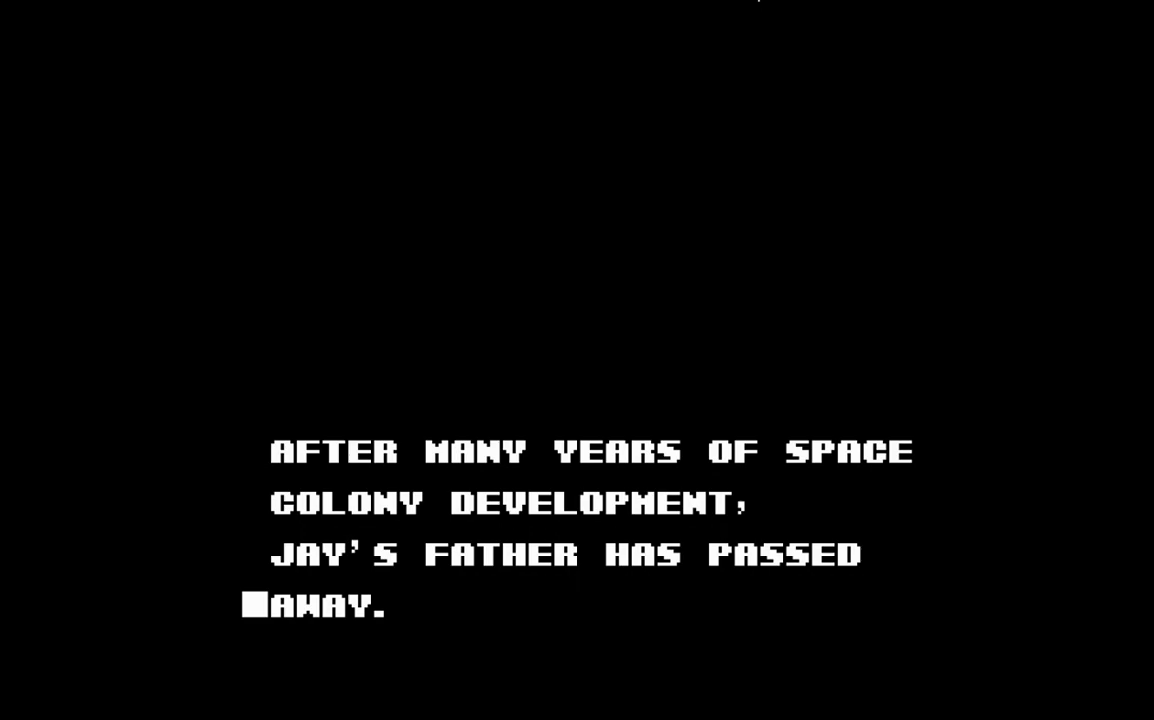 AFTER MANY YEARS OF SPACE
COLONY DEVELOPMENT,
JAY'S FATHER HAS PASSED
AWAY.